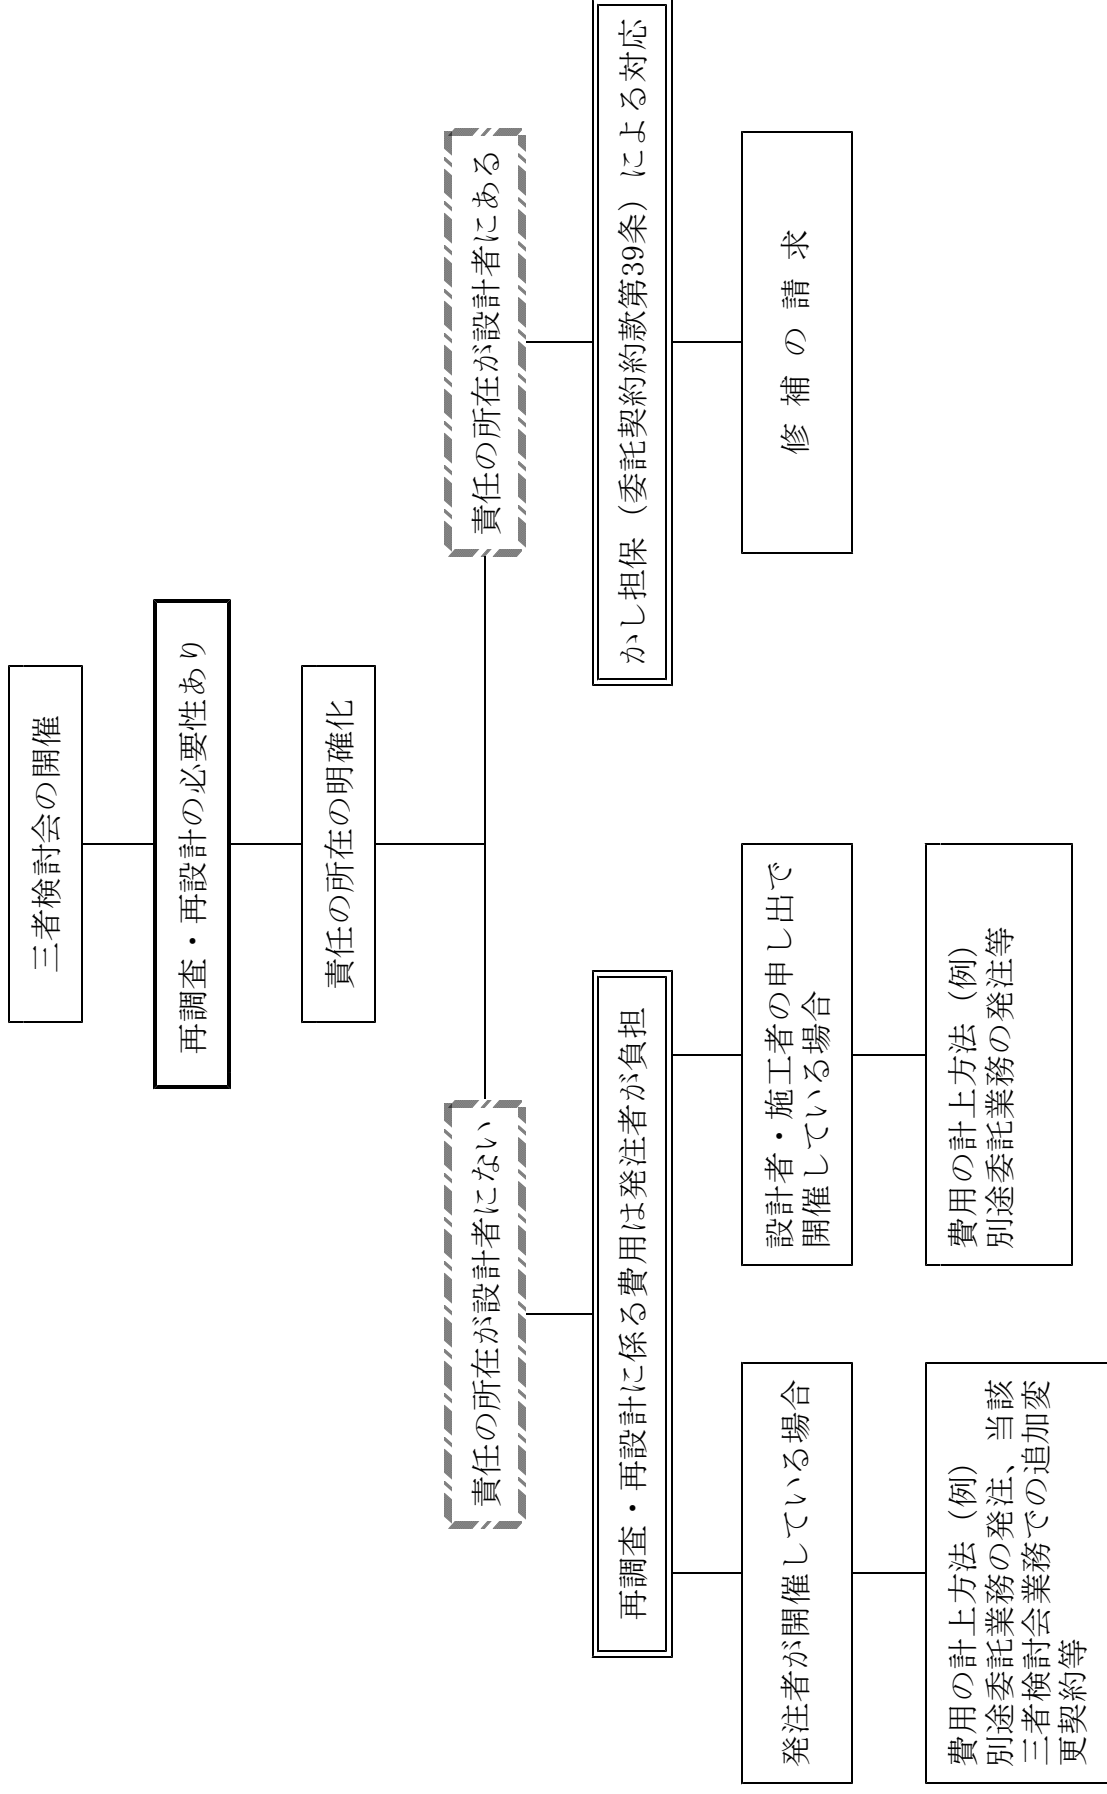 三者検討会の開催
再調査・再設計の必要性あり
責任の所在の明確化
責任の所在が設計者にない
責任の所在が設計者にある
再調査・再設計に係る費用は発注者が負担
かし担保（委託契約約款第39条）による対応
発注者が開催している場合
設計者・施工者の申し出で
開催している場合
修補の請求
費用の計上方法（例）
別途委託業務の発注、当該
三者検討会業務での追加変
更契約等
費用の計上方法（例）
別途委託業務の発注等